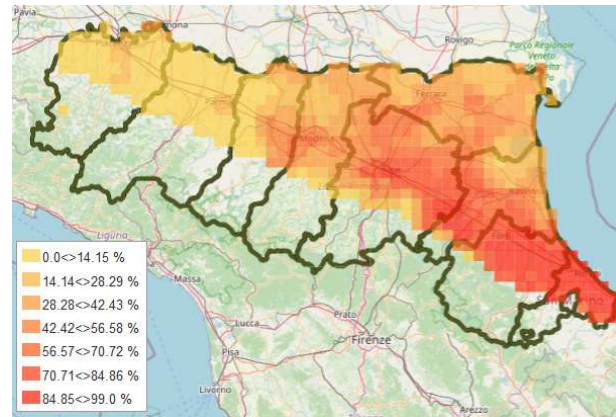 Pavia
Rovigo
Parco Regionale
Veneto
Ferrara
Liguria
Massa
Lucca
Prato
Firenze
Pisa
Livorno
Arezzo
0.0<>14.15 %
14.14<>28.29 %
28.28<>42.43 %
42.42<>56.58 %
56.57<>70.72 %
70.71<>84.86 %
84.85<>99.0 %